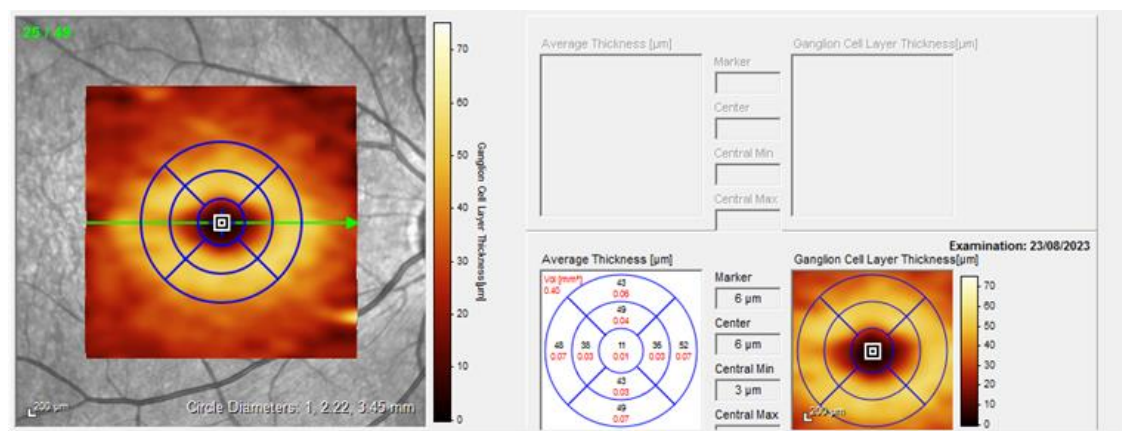 25 / 49
70
60
50
40
30
20
10
0
Ganglion Cell Layer Thickness [µm]
200 µm
Circle Diameters: 1, 2.22, 3.45 mm
Average Thickness [µm]
Ganglion Cell Layer Thickness[µm]
Marker
Center
Central Min
Central Max
Examination: 23/08/2023
Average Thickness [µm]
Ganglion Cell Layer Thickness[µm]
Vol [mm³]
0.40
43
0.06
49
0.04
48 38 11 36 52
0.07 0.03 0.01 0.03 0.07
43
0.03
49
0.07
Marker
6 µm
Center
6 µm
Central Min
3 µm
Central Max
70
60
50
40
30
20
10
0
200 µm